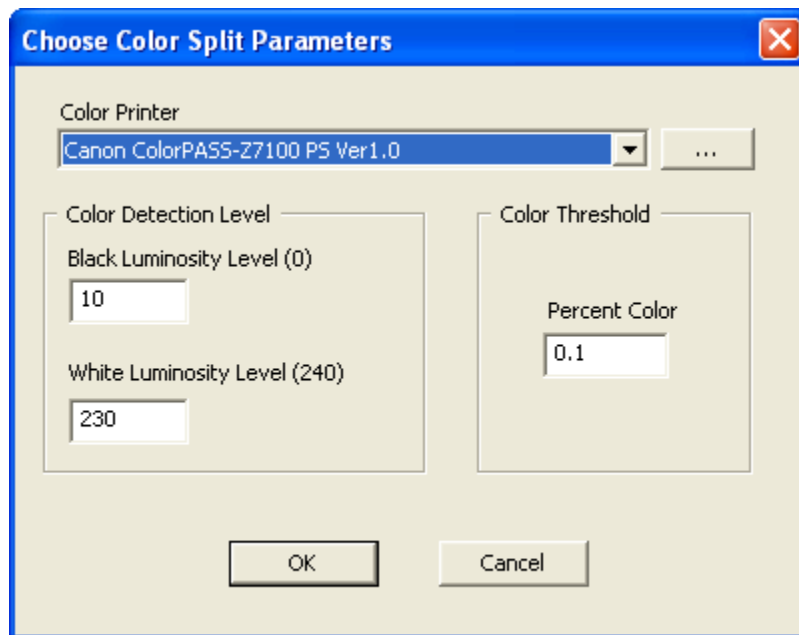 Choose Color Split Parameters
Color Printer
Canon ColorPASS-Z7100 PS Ver1.0
...
Color Detection Level
Black Luminosity Level (0)
10
White Luminosity Level (240)
230
Color Threshold
Percent Color
0.1
OK
Cancel